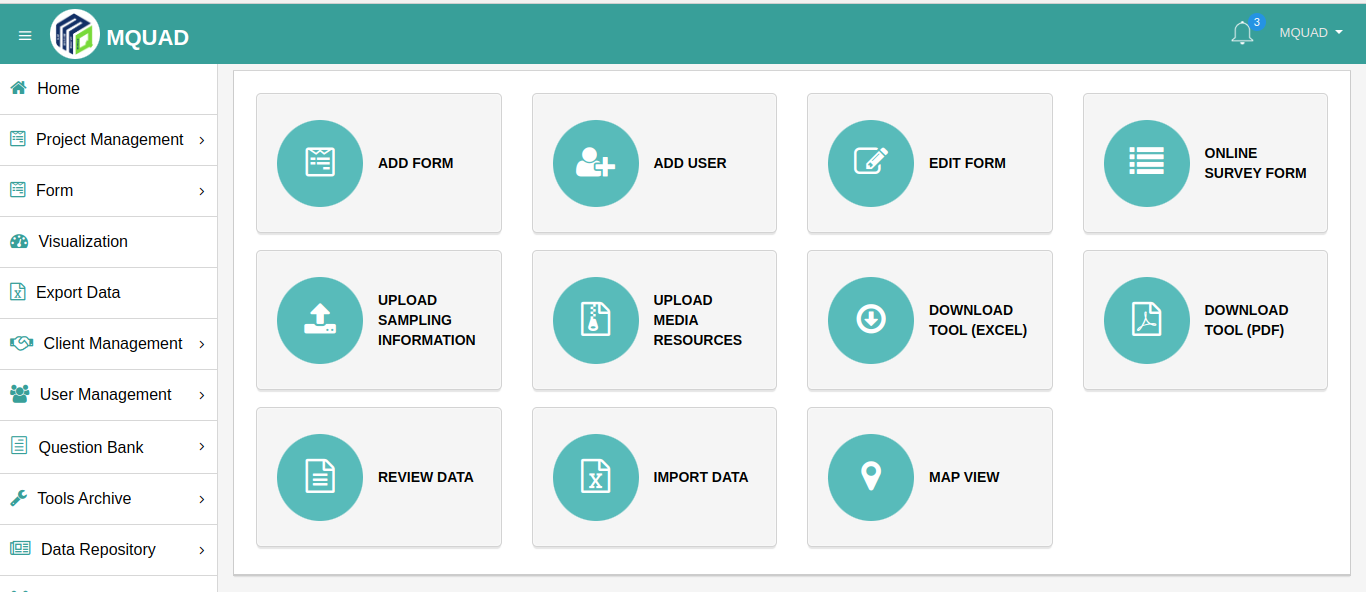 MQUAD
3
MQUAD
Home
Project Management
Form
Visualization
Export Data
Client Management
User Management
Question Bank
Tools Archive
Data Repository
ADD FORM
ADD USER
EDIT FORM
ONLINE
SURVEY FORM
UPLOAD
SAMPLING
INFORMATION
UPLOAD
MEDIA
RESOURCES
DOWNLOAD
TOOL (EXCEL)
DOWNLOAD
TOOL (PDF)
REVIEW DATA
IMPORT DATA
MAP VIEW